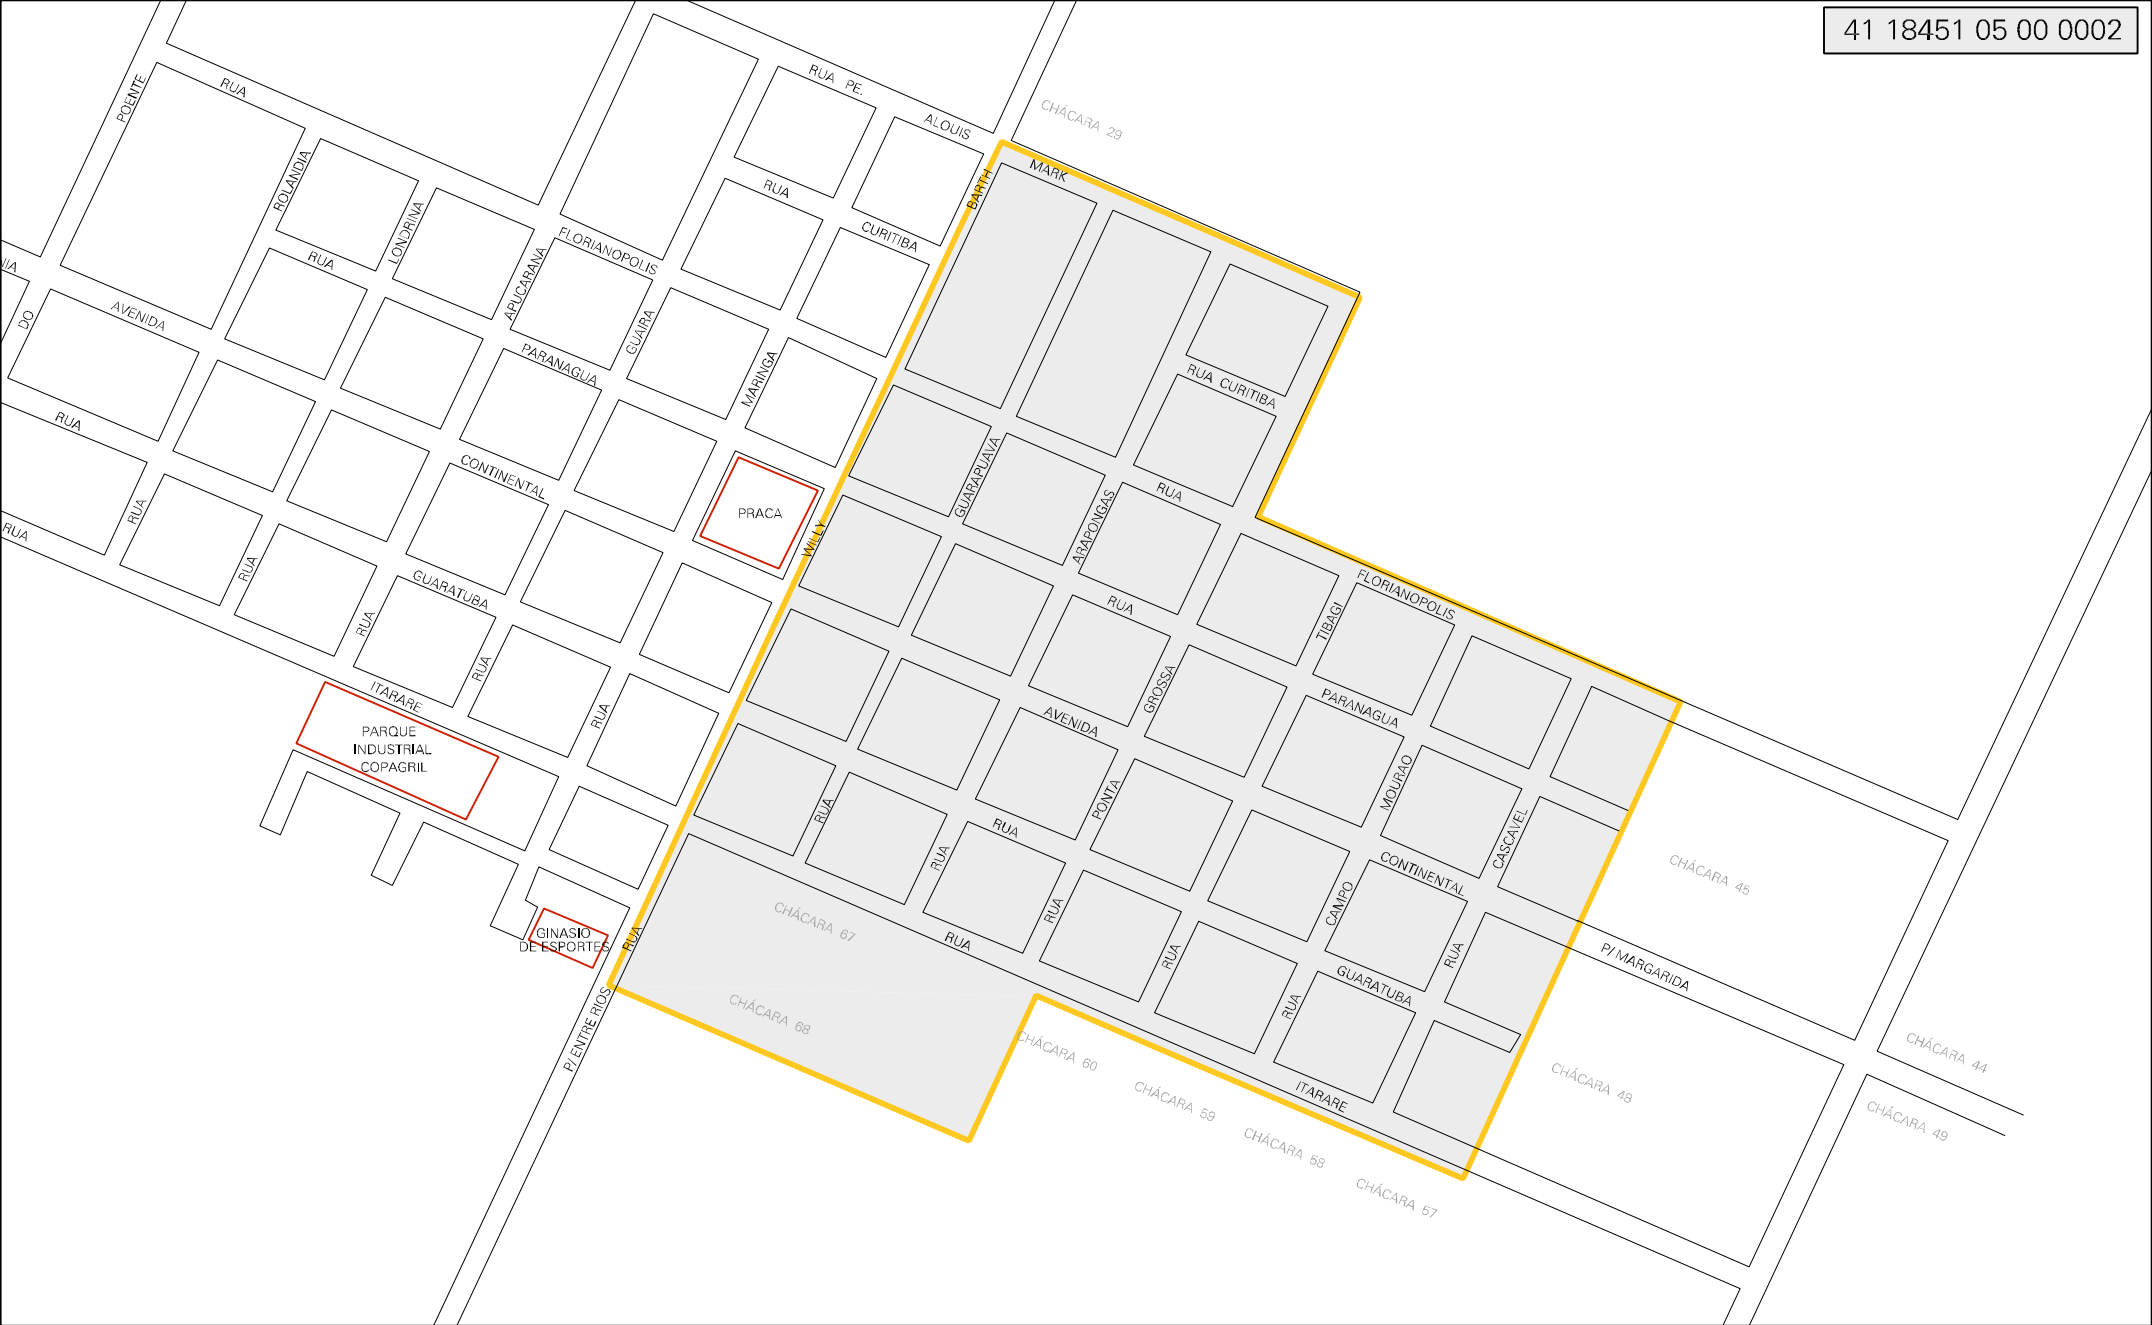 41 18451 05 00 0002
POENTE
RUA
RUA PE.
ALOUIS
CHÁCARA 29
MARK
BARTH
ROLANDIA
LONDRINA
RUA
CURITIBA
RUA
FLORIANOPOLIS
APUCARANA
GUAIRA
MARINGA
NIA
DO
AVENIDA
PARANAGUA
RUA CURITIBA
RUA
RUA
CONTINENTAL
PRACA
WILLY
GUARAPUAVA
ARAPONGAS
RUA
RUA
RUA
RUA
GUARATUBA
RUA
RUA
RUA
FLORIANOPOLIS
TIBAGI
GROSSA
PARANAGUA
AVENIDA
MOURAO
CASCAVEL
ITARARE
PARQUE
INDUSTRIAL
COPAGRIL
RUA
RUA
PONTA
RUA
CONTINENTAL
CAMPO
CHÁCARA 45
GINASIO
DE ESPORTES
RUA
CHÁCARA 67
RUA
RUA
RUA
RUA
P/ MARGARIDA
GUARATUBA
RUA
CHÁCARA 68
P/ ENTRE RIOS
CHÁCARA 60
CHÁCARA 59
CHÁCARA 58
CHÁCARA 57
ITARARE
CHÁCARA 48
CHÁCARA 44
CHÁCARA 49